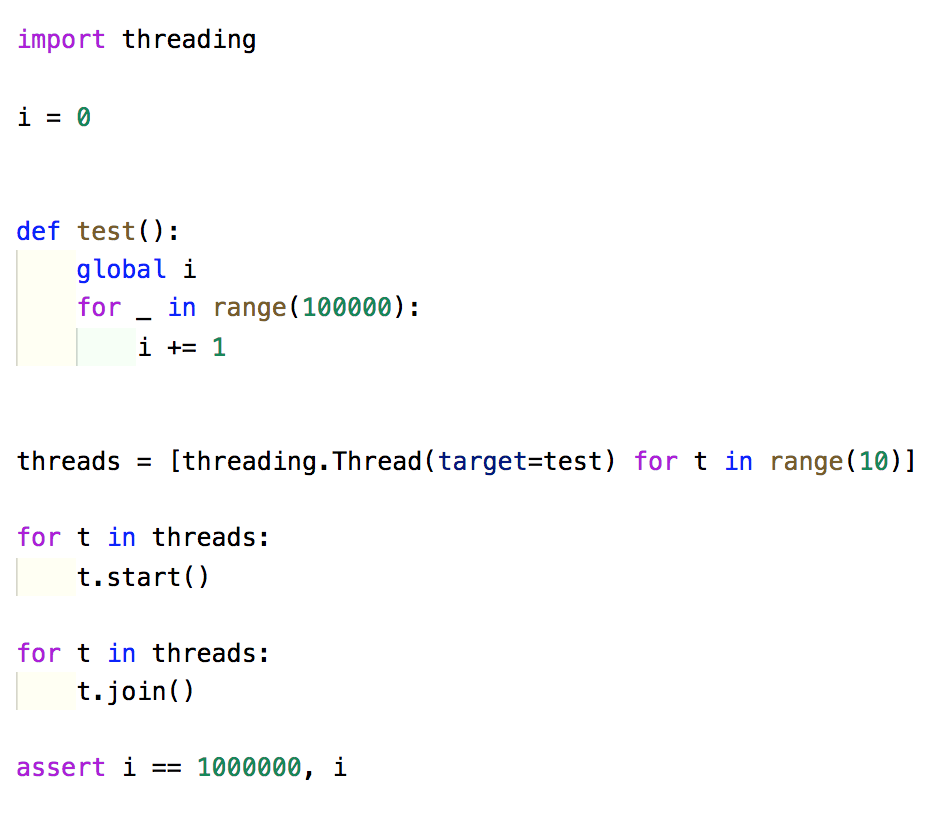 import threading
i = 0
def test():
    global i
    for _ in range(100000):
        i += 1
threads = [threading.Thread(target=test) for t in range(10)]
for t in threads:
    t.start()
for t in threads:
    t.join()
assert i == 1000000, i